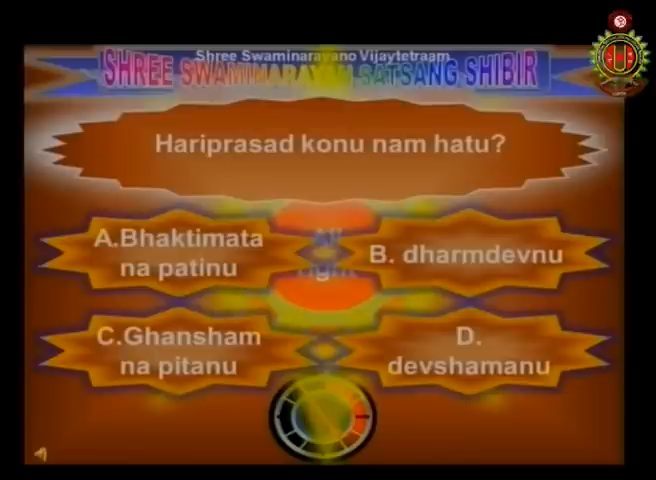 Shree Swaminarayano Vijaytetraam
SHREE SWAMINARAYAN SATSANG SHIBIR
Hariprasad konu nam hatu?
A.Bhaktimata
na patinu
B. dharmdevnu
C.Ghansham
na pitanu
D.
devshamanu